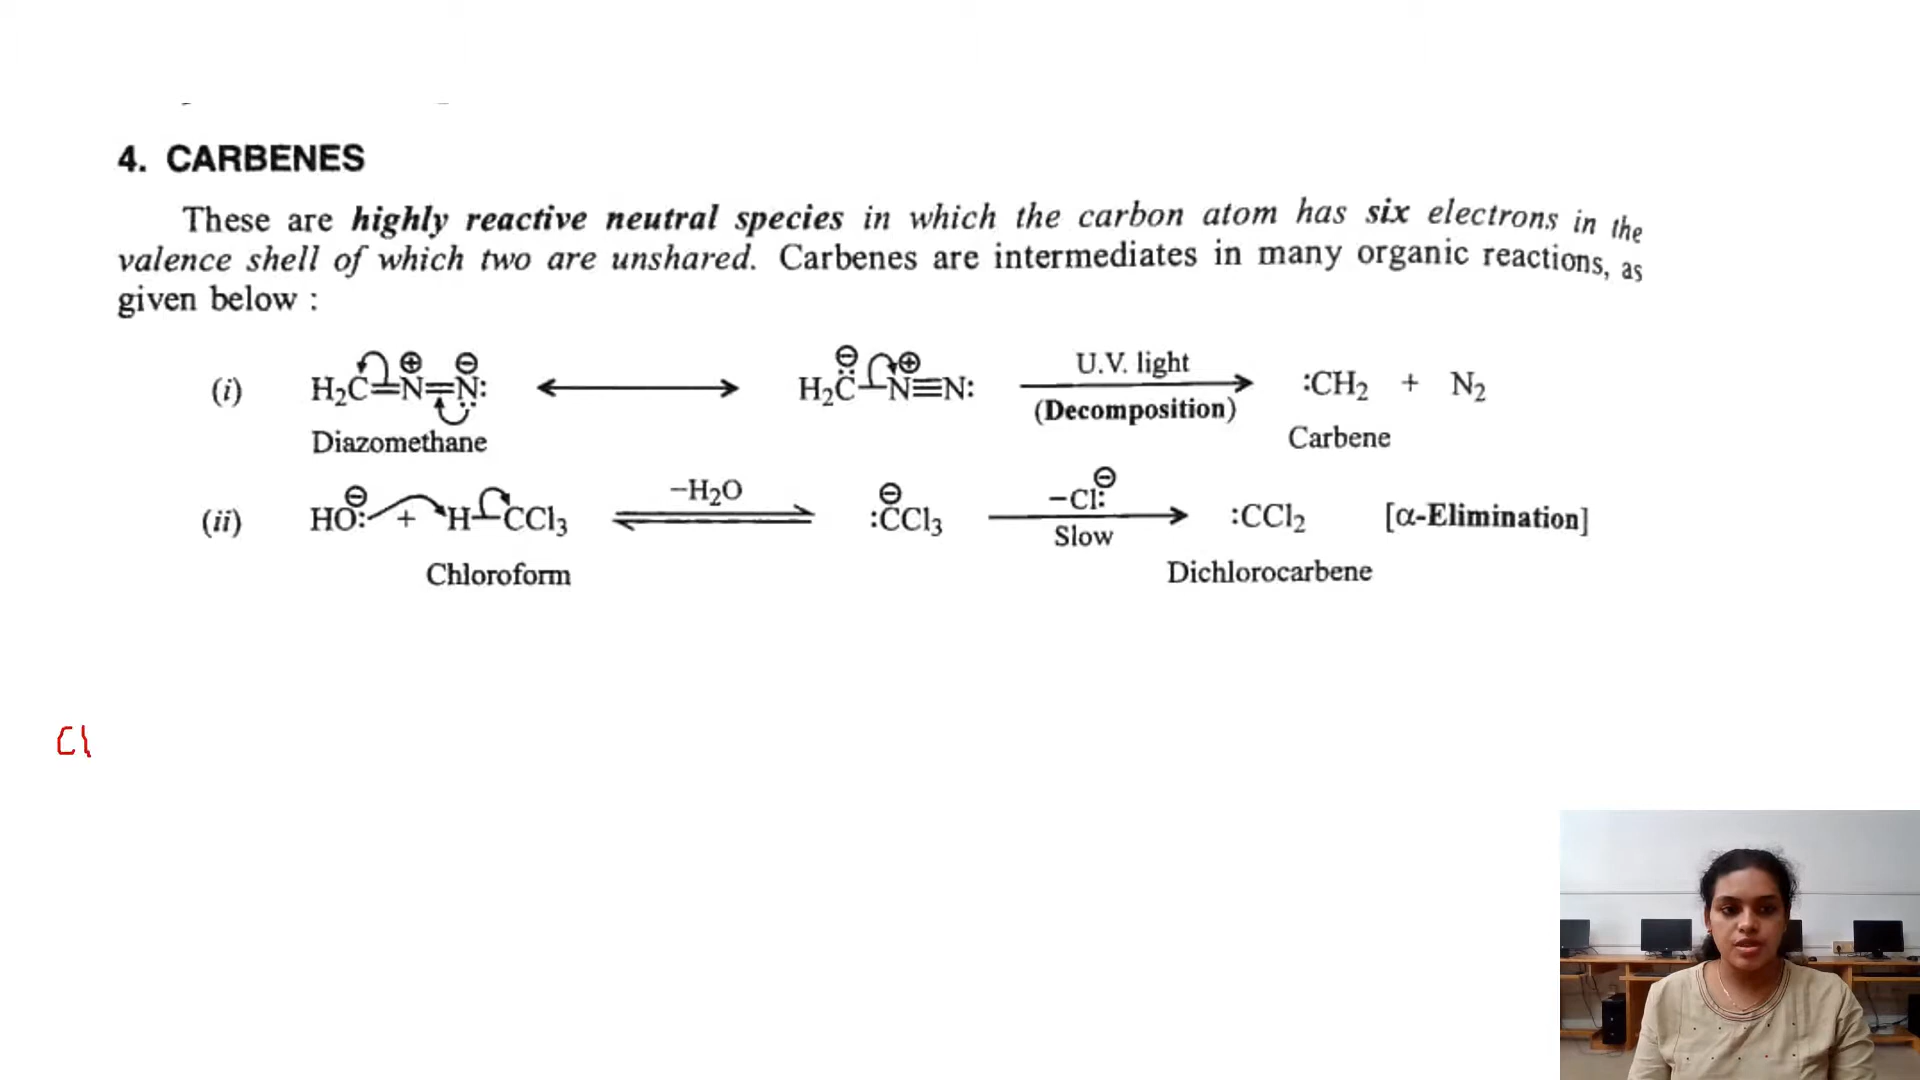 4. CARBENES
These are highly reactive neutral species in which the carbon atom has six electrons in the
valence shell of which two are unshared. Carbenes are intermediates in many organic reactions, as
given below :
(i) H₂C=N⊕=N⊖: ⟷ H₂C⊖–N⊕≡N: U.V. light (Decomposition) :CH₂ + N₂
Diazomethane Carbene
(ii) HO⊖: + H–CCl₃ –H₂O :C⊖Cl₃ –Cl⊖: Slow :CCl₂ [α-Elimination]
Chloroform Dichlorocarbene
Cl